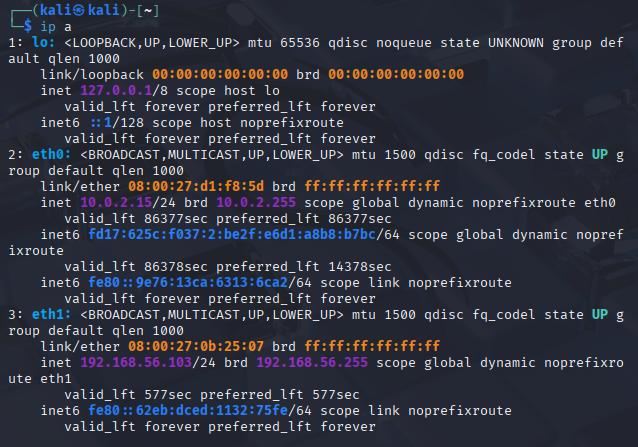 ┌──(kali㉿kali)-[~]
└─$ ip a
1: lo: <LOOPBACK,UP,LOWER_UP> mtu 65536 qdisc noqueue state UNKNOWN group def
ault qlen 1000
    link/loopback 00:00:00:00:00:00 brd 00:00:00:00:00:00
    inet 127.0.0.1/8 scope host lo
       valid_lft forever preferred_lft forever
    inet6 ::1/128 scope host noprefixroute
       valid_lft forever preferred_lft forever
2: eth0: <BROADCAST,MULTICAST,UP,LOWER_UP> mtu 1500 qdisc fq_codel state UP g
roup default qlen 1000
    link/ether 08:00:27:d1:f8:5d brd ff:ff:ff:ff:ff:ff
    inet 10.0.2.15/24 brd 10.0.2.255 scope global dynamic noprefixroute eth0
       valid_lft 86377sec preferred_lft 86377sec
    inet6 fd17:625c:f037:2:be2f:e6d1:a8b8:b7bc/64 scope global dynamic nopref
ixroute
       valid_lft 86378sec preferred_lft 14378sec
    inet6 fe80::9e76:13ca:6313:6ca2/64 scope link noprefixroute
       valid_lft forever preferred_lft forever
3: eth1: <BROADCAST,MULTICAST,UP,LOWER_UP> mtu 1500 qdisc fq_codel state UP g
roup default qlen 1000
    link/ether 08:00:27:0b:25:07 brd ff:ff:ff:ff:ff:ff
    inet 192.168.56.103/24 brd 192.168.56.255 scope global dynamic noprefixro
ute eth1
       valid_lft 577sec preferred_lft 577sec
    inet6 fe80::62eb:dced:1132:75fe/64 scope link noprefixroute
       valid_lft forever preferred_lft forever